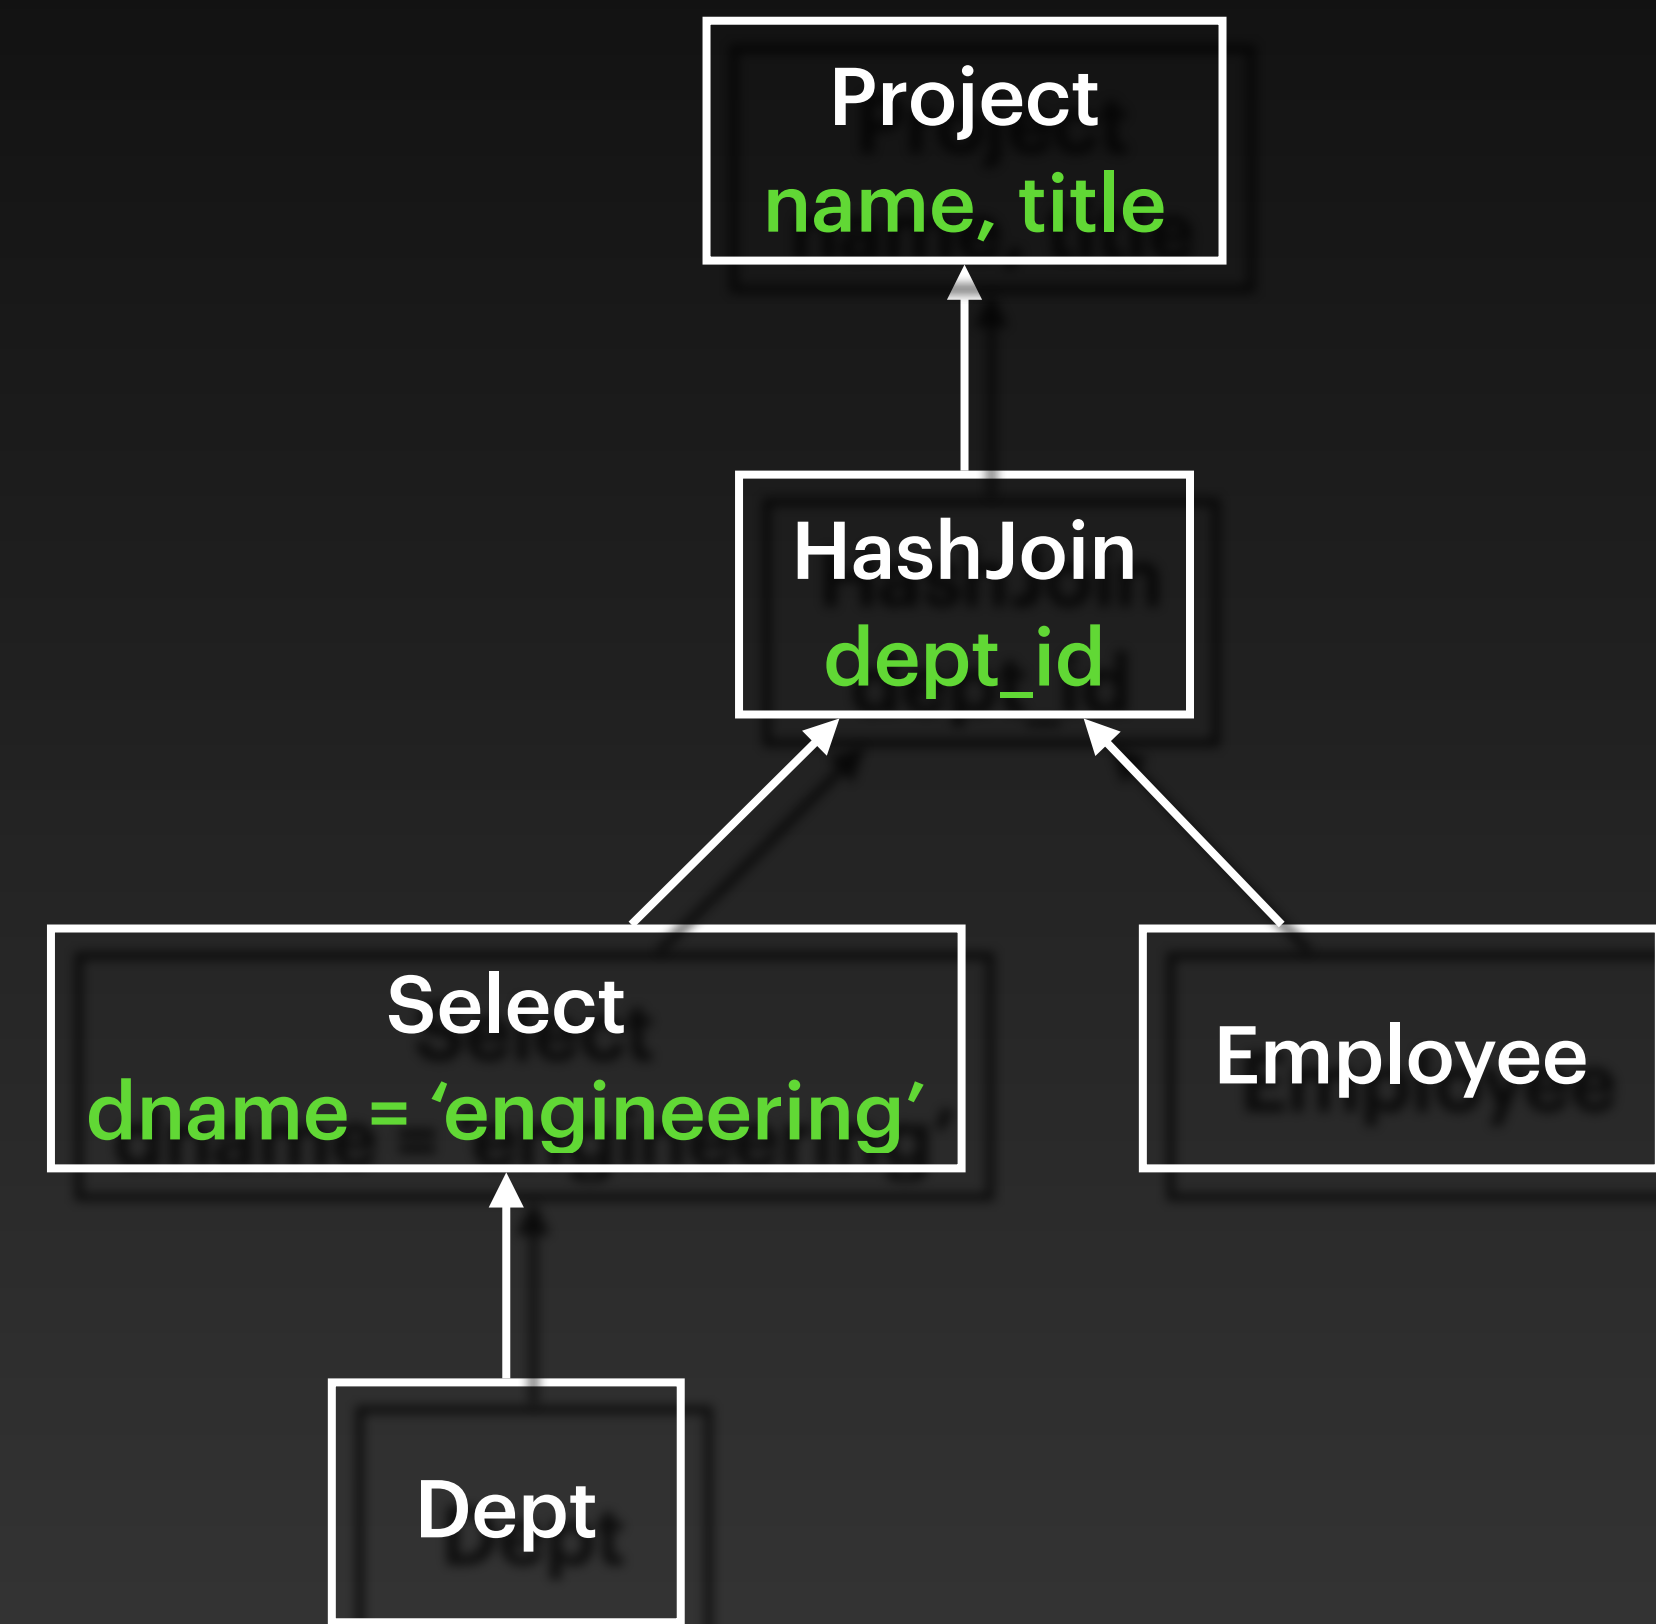 Project
name, title
HashJoin
dept_id
Select
dname = ‘engineering’
Employee
Dept